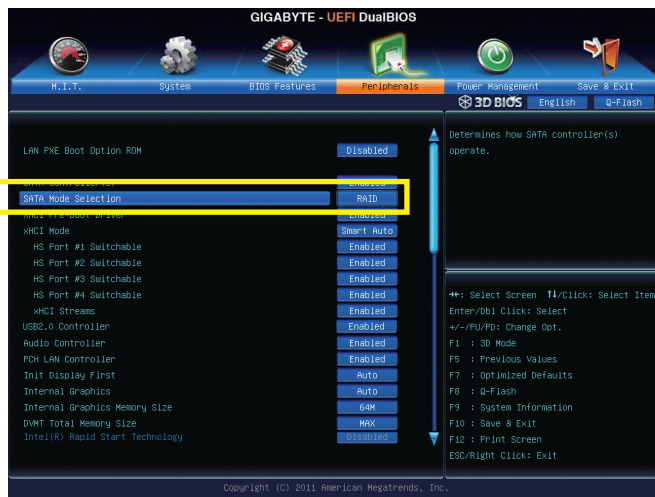 GIGABYTE - UEFI DualBIOS
M.I.T. System BIOS Features Peripherals Power Management Save & Exit
3D BIOS English Q-Flash
LAN PXE Boot Option ROM Disabled
SATA Controller(s) Enabled
SATA Mode Selection RAID
xHCI Pre-Boot Driver Enabled
xHCI Mode Smart Auto
HS Port #1 Switchable Enabled
HS Port #2 Switchable Enabled
HS Port #3 Switchable Enabled
HS Port #4 Switchable Enabled
xHCI Streams Enabled
USB2.0 Controller Enabled
Audio Controller Enabled
PCH LAN Controller Enabled
Init Display First Auto
Internal Graphics Auto
Internal Graphics Memory Size 64M
DVMT Total Memory Size MAX
Intel(R) Rapid Start Technology Disabled
Determines how SATA controller(s)
operate.
→←: Select Screen ↑↓/Click: Select Item
Enter/Dbl Click: Select
+/-/PU/PD: Change Opt.
F1 : 3D Mode
F5 : Previous Values
F7 : Optimized Defaults
F8 : Q-Flash
F9 : System Information
F10 : Save & Exit
F12 : Print Screen
ESC/Right Click: Exit
Copyright (C) 2011 American Megatrends, Inc.